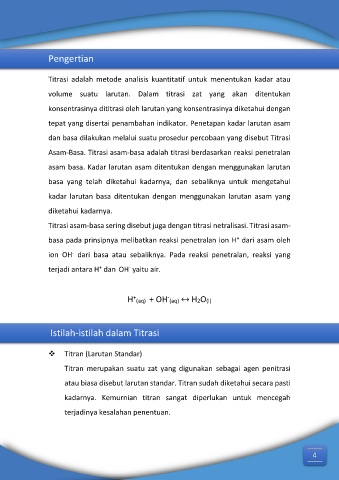 Pengertian
Titrasi adalah metode analisis kuantitatif untuk menentukan kadar atau
volume suatu larutan. Dalam titrasi zat yang akan ditentukan
konsentrasinya dititrasi oleh larutan yang konsentrasinya diketahui dengan
tepat yang disertai penambahan indikator. Penetapan kadar larutan asam
dan basa dilakukan melalui suatu prosedur percobaan yang disebut Titrasi
Asam-Basa. Titrasi asam-basa adalah titrasi berdasarkan reaksi penetralan
asam basa. Kadar larutan asam ditentukan dengan menggunakan larutan
basa yang telah diketahui kadarnya, dan sebaliknya untuk mengetahui
kadar larutan basa ditentukan dengan menggunakan larutan asam yang
diketahui kadarnya.
Titrasi asam-basa sering disebut juga dengan titrasi netralisasi. Titrasi asam-
basa pada prinsipnya melibatkan reaksi penetralan ion H⁺ dari asam oleh
ion OH⁻ dari basa atau sebaliknya. Pada reaksi penetralan, reaksi yang
terjadi antara H⁺ dan OH⁻ yaitu air.
H⁺(aq) + OH⁻(aq) ↔ H₂O(l)
Istilah-istilah dalam Titrasi
❖ Titran (Larutan Standar)
Titran merupakan suatu zat yang digunakan sebagai agen penitrasi
atau biasa disebut larutan standar. Titran sudah diketahui secara pasti
kadarnya. Kemurnian titran sangat diperlukan untuk mencegah
terjadinya kesalahan penentuan.
4